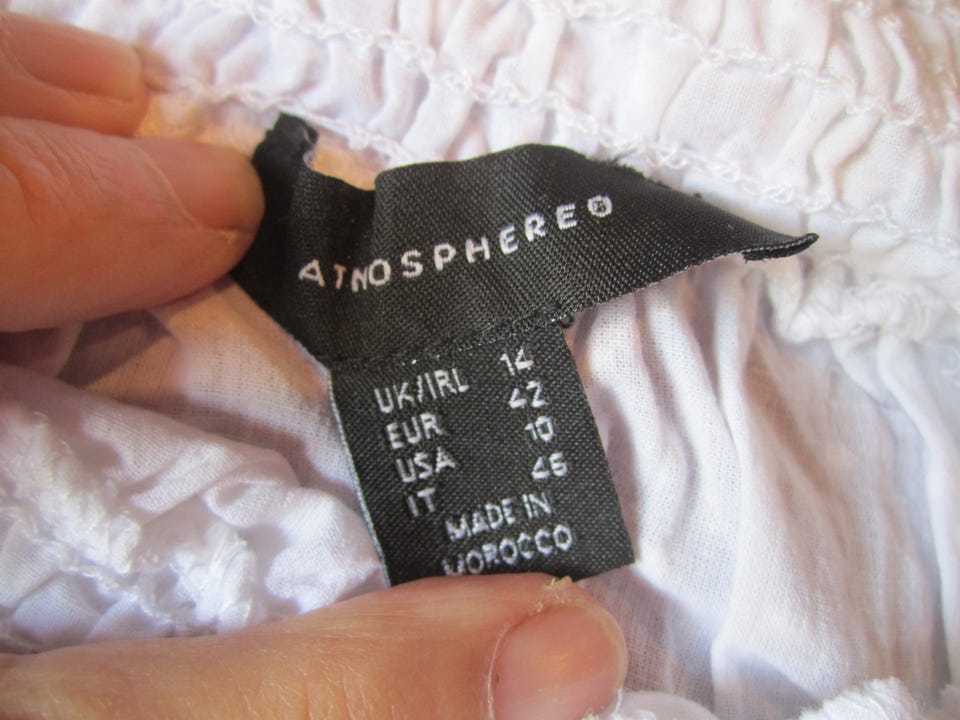 ATMOSPHERE®
UK/IRL 14
EUR 42
USA 10
IT 46
MADE IN
MOROCCO